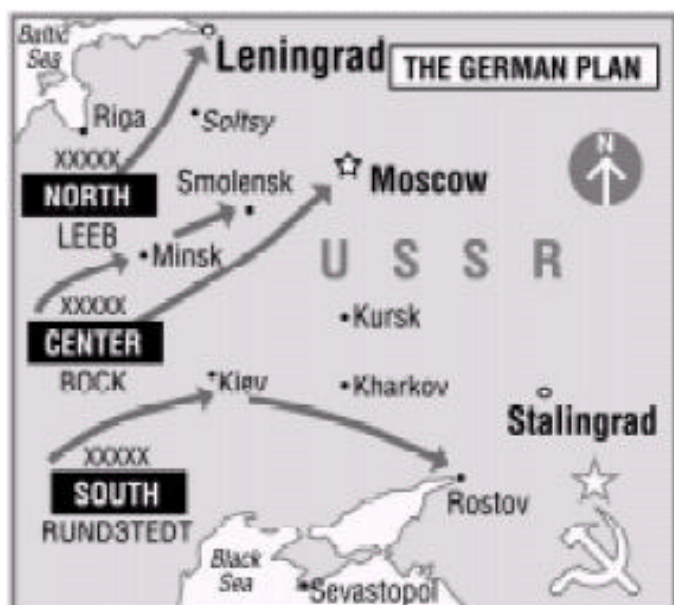 Baltic
Sea
Leningrad
THE GERMAN PLAN
Riga
Soltsy
N
XXXXX
NORTH
LEEB
Smolensk
Moscow
Minsk
U S S R
XXXXX
CENTER
BOCK
Kursk
Kiev
Kharkov
Stalingrad
XXXXX
SOUTH
RUNDSTEDT
Rostov
Black
Sea
Sevastopol